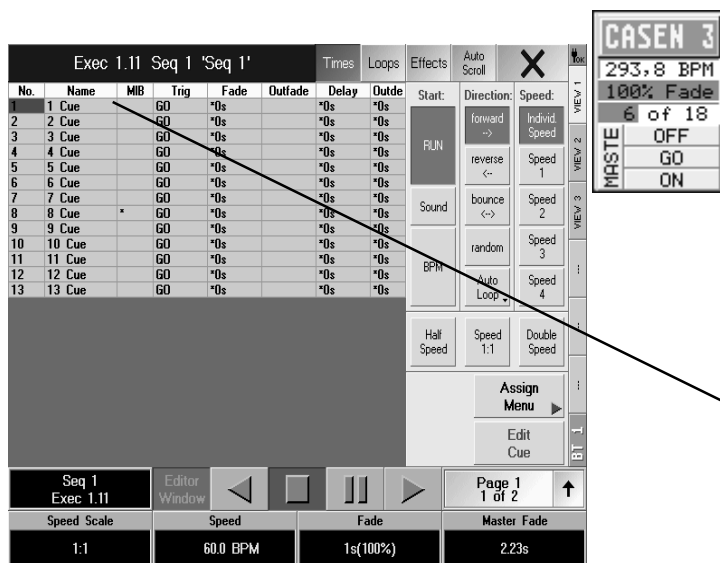 Exec 1.11 Seq 1 'Seq 1'
Times Loops Effects Auto Scroll X
No. Name MIB Trig Fade Outfade Delay Outde
1 1 Cue GO *0s *0s *0s
2 2 Cue GO *0s *0s *0s
3 3 Cue GO *0s *0s *0s
4 4 Cue GO *0s *0s *0s
5 5 Cue GO *0s *0s *0s
6 6 Cue GO *0s *0s *0s
7 7 Cue GO *0s *0s *0s
8 8 Cue * GO *0s *0s *0s
9 9 Cue GO *0s *0s *0s
10 10 Cue GO *0s *0s *0s
11 11 Cue GO *0s *0s *0s
12 12 Cue GO *0s *0s *0s
13 13 Cue GO *0s *0s *0s
Start: Direction: Speed:
RUN
Sound
BPM
forward
-->
reverse
<--
bounce
<-->
random
Auto
Loop
Individ.
Speed
Speed
1
Speed
2
Speed
3
Speed
4
Half
Speed
Speed
1:1
Double
Speed
Assign
Menu
Edit
Cue
VIEW 1
VIEW 2
VIEW 3
...
...
...
BT 1
Seq 1
Exec 1.11
Editor
Window
Page 1
1 of 2
Speed Scale Speed Fade Master Fade
1:1 60.0 BPM 1s(100%) 2.23s
CASEN 3
293,8 BPM
100% Fade
6 of 18
MASTE
OFF
GO
ON